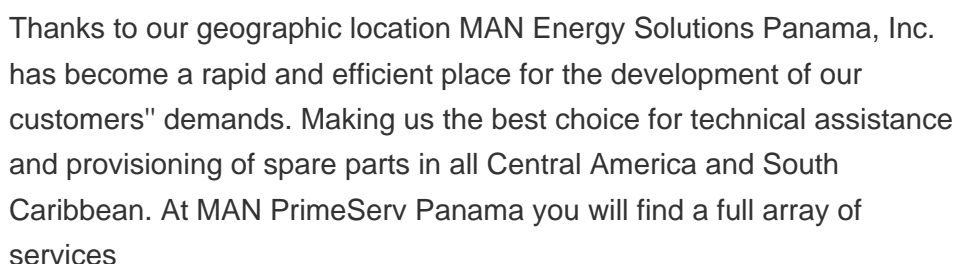 Thanks to our geographic location MAN Energy Solutions Panama, Inc.
has become a rapid and efficient place for the development of our
customers" demands. Making us the best choice for technical assistance
and provisioning of spare parts in all Central America and South
Caribbean. At MAN PrimeServ Panama you will find a full array of
services